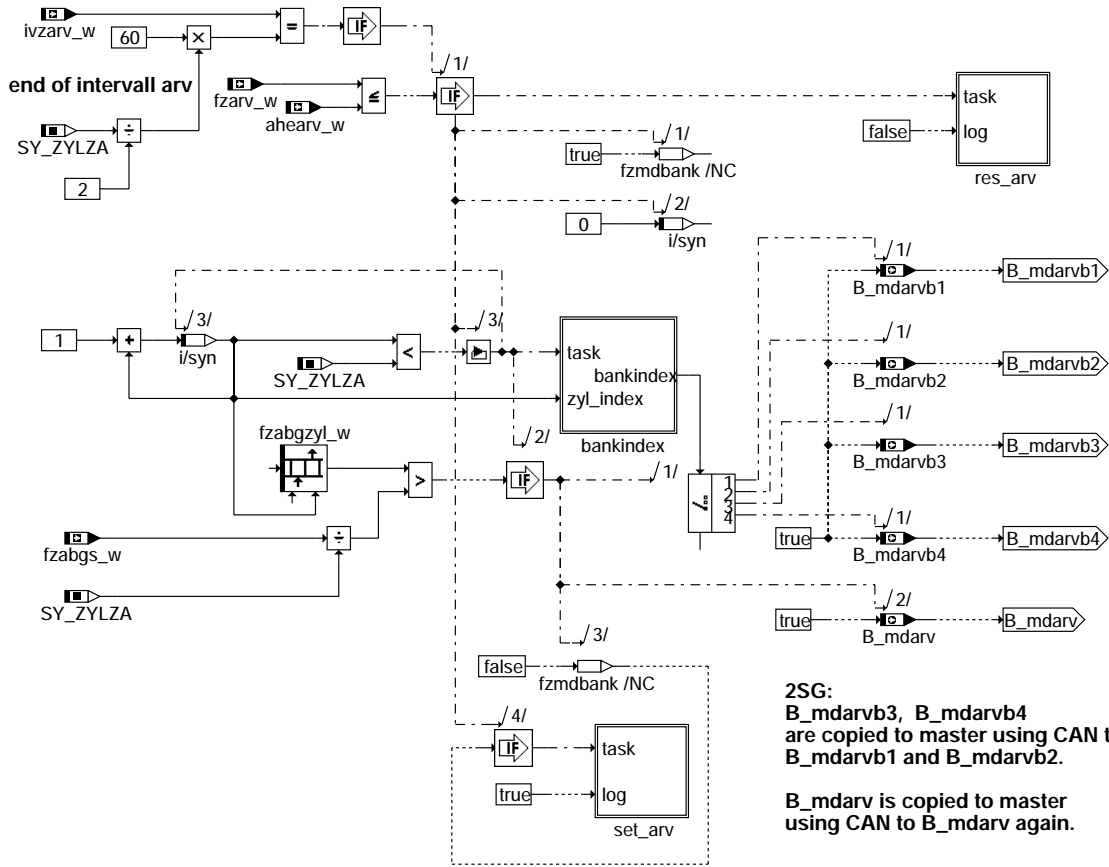 ivzarv_w
60
×
=
IF
/1/
end of intervall arv
fzarv_w
ahearv_w
≤
IF
task
false
log
res_arv
SY_ZYLZA
÷
2
/1/
true
fzmdbank /NC
/2/
0
i/syn
/1/
B_mdarvb1
B_mdarvb1
/3/
/3/
1
+
i/syn
<
SY_ZYLZA
task
bankindex
zyl_index
bankindex
/1/
B_mdarvb2
B_mdarvb2
/2/
/1/
fzabgzyl_w
>
IF
/1/
1
2
3
4
B_mdarvb3
B_mdarvb3
fzabgs_w
÷
/1/
true
B_mdarvb4
B_mdarvb4
SY_ZYLZA
/2/
true
B_mdarv
B_mdarv
/3/
false
fzmdbank /NC
/4/
IF
task
true
log
set_arv
2SG:
B_mdarvb3, B_mdarvb4
are copied to master using CAN t
B_mdarvb1 and B_mdarvb2.
B_mdarv is copied to master
using CAN to B_mdarv again.